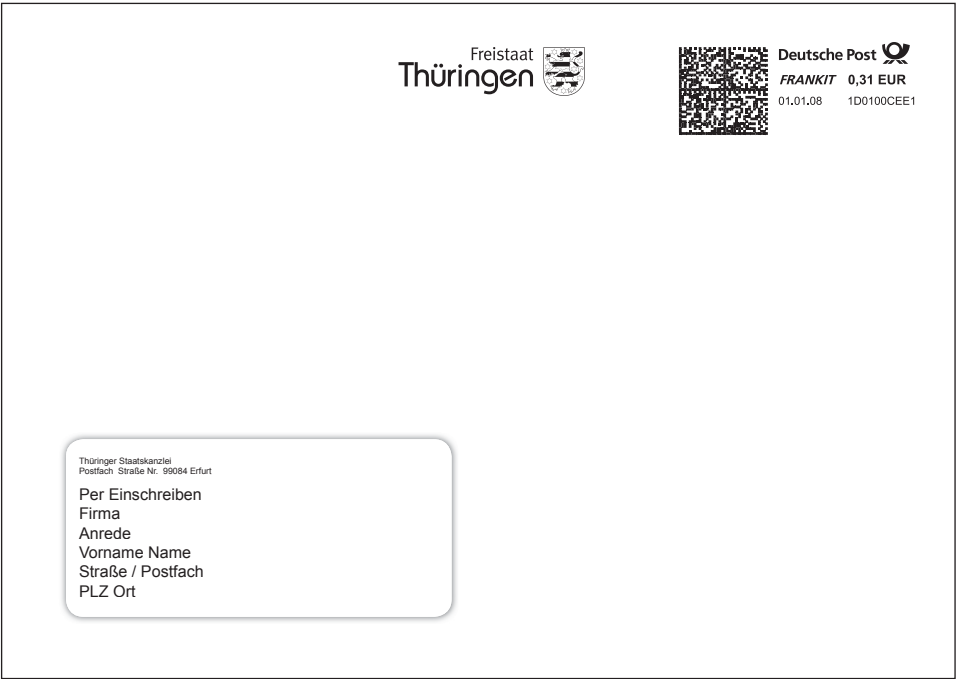 Freistaat
Thüringen
Deutsche Post
FRANKIT 0,31 EUR
01.01.08 1D0100CEE1
Thüringer Staatskanzlei
Postfach Straße Nr. 99084 Erfurt
Per Einschreiben
Firma
Anrede
Vorname Name
Straße / Postfach
PLZ Ort